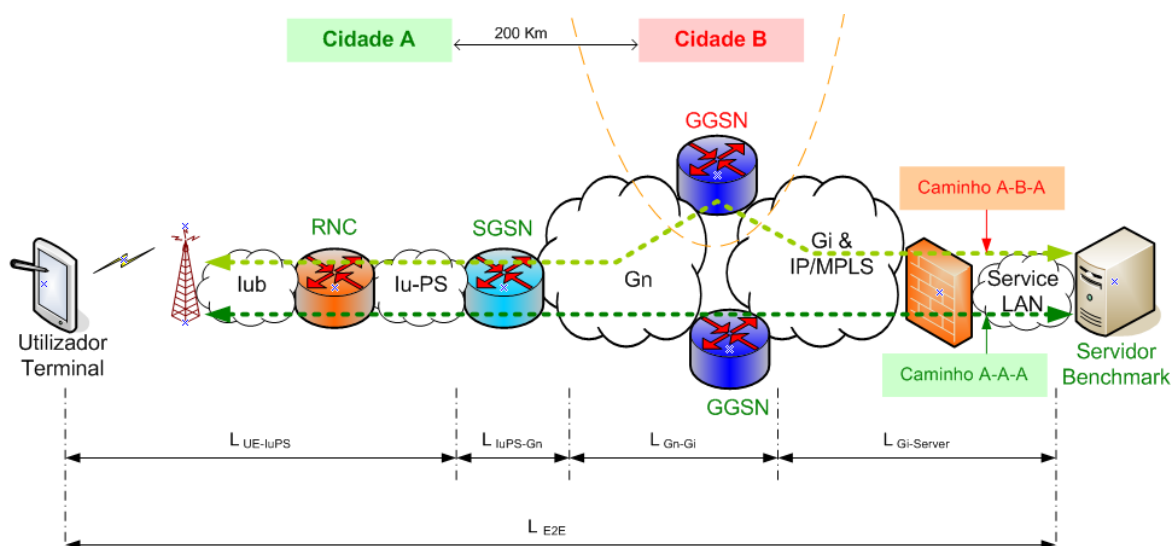 Cidade A
200 Km
Cidade B
GGSN
Caminho A-B-A
RNC
SGSN
Gi &
IP/MPLS
Iub
Iu-PS
Gn
Service
LAN
Utilizador
Terminal
Servidor
Benchmark
Caminho A-A-A
GGSN
L UE-IuPS
L IuPS-Gn
L Gn-Gi
L Gi-Server
L E2E